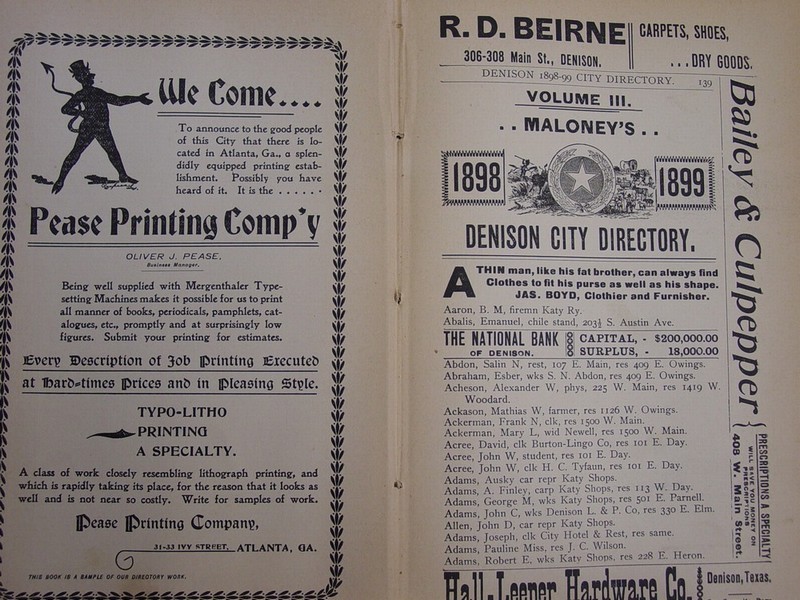 We Come....
To announce to the good people
of this City that there is lo-
cated in Atlanta, Ga., a splen-
didly equipped printing estab-
lishment. Possibly you have
heard of it. It is the . . . . . .
Pease Printing Comp'y
OLIVER J. PEASE,
Business Manager,
Being well supplied with Mergenthaler Type-
setting Machines makes it possible for us to print
all manner of books, periodicals, pamphlets, cat-
alogues, etc., promptly and at surprisingly low
figures. Submit your printing for estimates.
Every Description of Job Printing Executed
at Hard=times Prices and in Pleasing Style.
TYPO-LITHO
PRINTING
A SPECIALTY.
A class of work closely resembling lithograph printing, and
which is rapidly taking its place, for the reason that it looks as
well and is not near so costly. Write for samples of work.
Pease Printing Company,
31-33 IVY STREET, ATLANTA, GA.
THIS BOOK IS A SAMPLE OF OUR DIRECTORY WORK.
R. D. BEIRNE CARPETS, SHOES,
306-308 Main St., DENISON. ...DRY GOODS.
DENISON 1898-99 CITY DIRECTORY. 139
VOLUME III.
. . MALONEY'S . .
1898 1899
DENISON CITY DIRECTORY.
A THIN man, like his fat brother, can always find
Clothes to fit his purse as well as his shape.
JAS. BOYD, Clothier and Furnisher.
Aaron, B. M, firemn Katy Ry.
Abalis, Emanuel, chile stand, 203½ S. Austin Ave.
THE NATIONAL BANK CAPITAL, - $200,000.00
OF DENISON. SURPLUS, - 18,000.00
Abdon, Salin N, rest, 107 E. Main, res 409 E. Owings.
Abraham, Esber, wks S. N. Abdon, res 409 E. Owings.
Acheson, Alexander W, phys, 225 W. Main, res 1419 W.
Woodard.
Ackason, Mathias W, farmer, res 1126 W. Owings.
Ackerman, Frank N, clk, res 1500 W. Main.
Ackerman, Mary L, wid Newell, res 1500 W. Main.
Acree, David, clk Burton-Lingo Co, res 101 E. Day.
Acree, John W, student, res 101 E. Day.
Acree, John W, clk H. C. Tyfaun, res 101 E. Day.
Adams, Ausky car repr Katy Shops.
Adams, A. Finley, carp Katy Shops, res 113 W. Day.
Adams, George M, wks Katy Shops, res 501 E. Parnell.
Adams, John C, wks Denison L. & P. Co, res 330 E. Elm.
Allen, John D, car repr Katy Shops.
Adams, Joseph, clk City Hotel & Rest, res same.
Adams, Pauline Miss, res J. C. Wilson.
Adams, Robert E, wks Katy Shops, res 228 E. Heron.
Hall-Leeper Hardware Co. Denison, Texas.
Bailey & Culpepper
PRESCRIPTIONS A SPECIALTY
WILL SAVE YOU MONEY ON
PRESCRIPTIONS
408 W. Main Street.